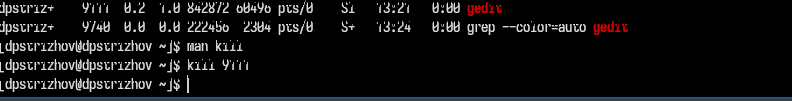 dpstriz+ 9111 0.2 1.0 842872 60496 pts/0 Sl 13:21 0:00 gedit
dpstriz+ 9740 0.0 0.0 222456 2304 pts/0 S+ 13:24 0:00 grep --color=auto gedit
[dpstrizhov@dpstrizhov ~]$ man kill
[dpstrizhov@dpstrizhov ~]$ kill 9111
[dpstrizhov@dpstrizhov ~]$